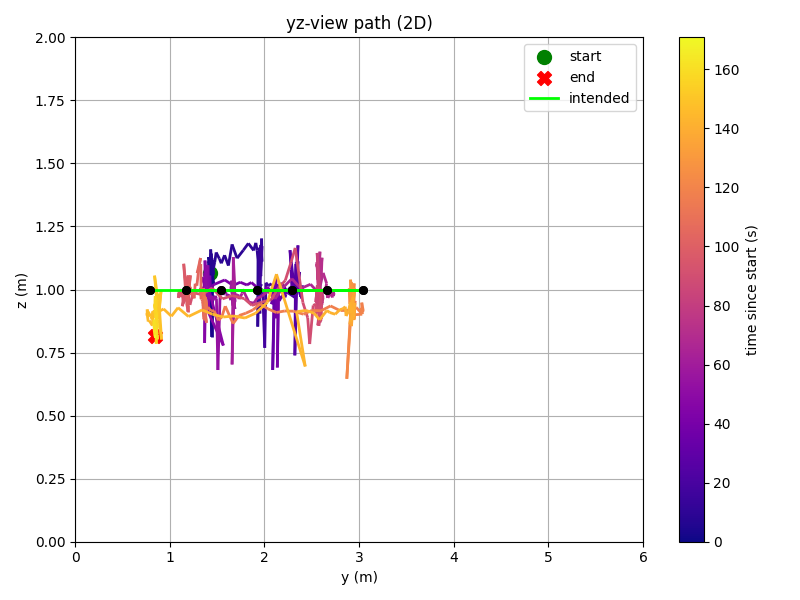 yz-view path (2D)
2.00
1.75
1.50
1.25
1.00
0.75
0.50
0.25
0.00
z (m)
0 1 2 3 4 5 6
y (m)
start
end
intended
160
140
120
100
80
60
40
20
0
time since start (s)